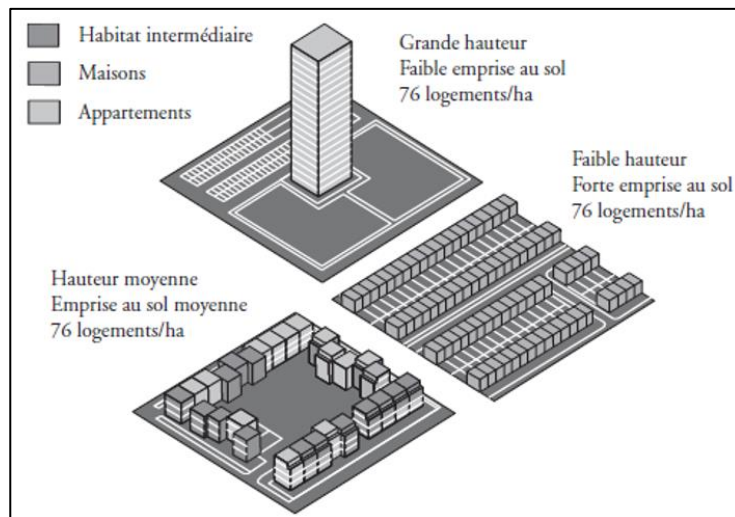 Habitat intermédiaire
Maisons
Appartements
Grande hauteur
Faible emprise au sol
76 logements/ha
Faible hauteur
Forte emprise au sol
76 logements/ha
Hauteur moyenne
Emprise au sol moyenne
76 logements/ha